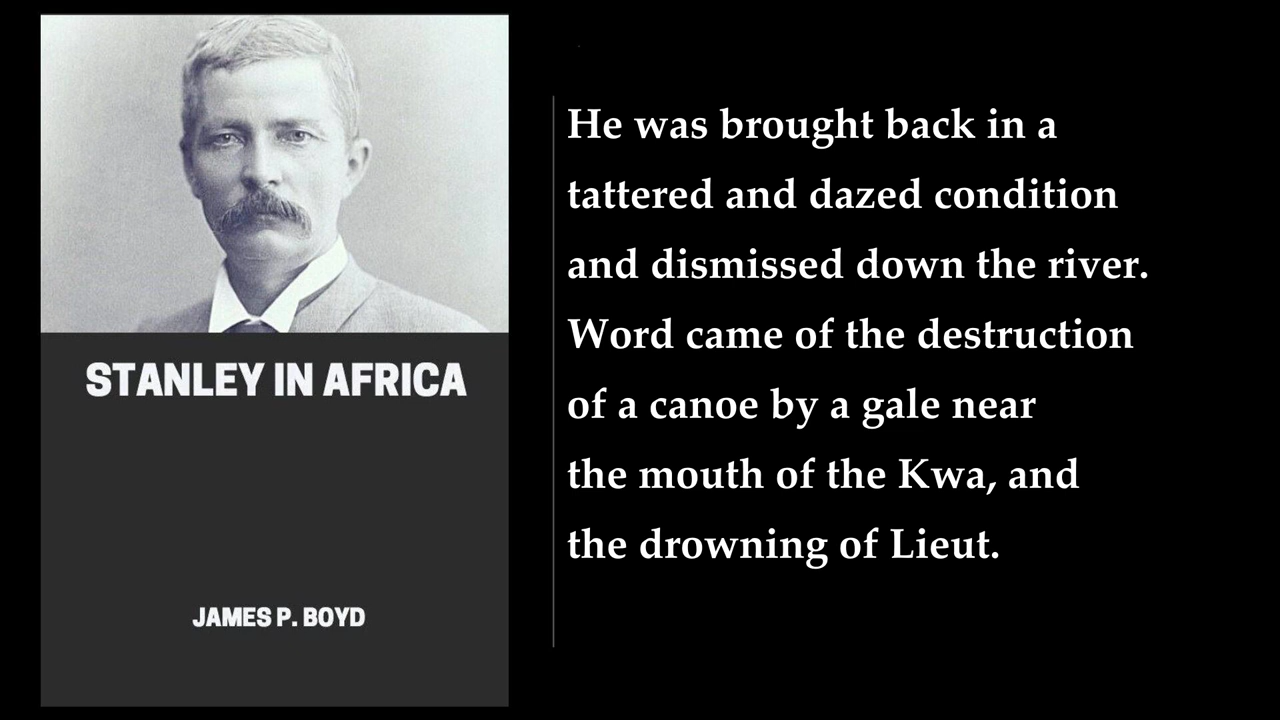 STANLEY IN AFRICA
JAMES P. BOYD
He was brought back in a
tattered and dazed condition
and dismissed down the river.
Word came of the destruction
of a canoe by a gale near
the mouth of the Kwa, and
the drowning of Lieut.